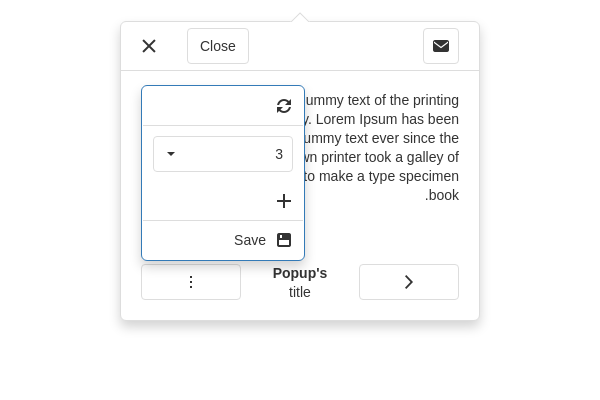 Close
ummy text of the printing
. Lorem Ipsum has been
ummy text ever since the
wn printer took a galley of
to make a type specimen
.book
3
Save
Popup's
title